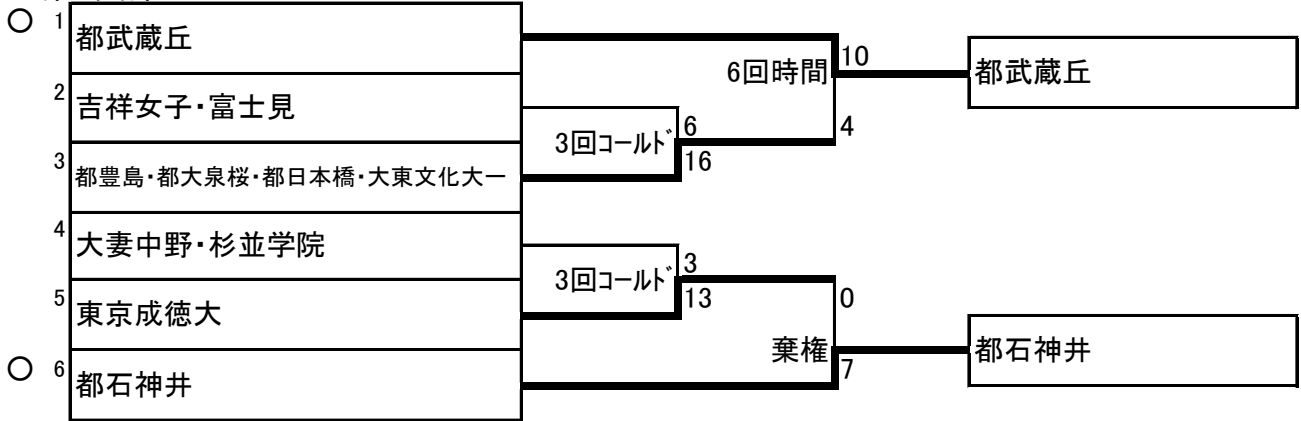 ○ 1 都武蔵丘
6回時間 10
都武蔵丘
2 吉祥女子・富士見
3回コールド 6
4
16
3 都豊島・都大泉桜・都日本橋・大東文化大一
4 大妻中野・杉並学院
3回コールド 3
13
0
5 東京成徳大
棄権
7
都石神井
○ 6 都石神井